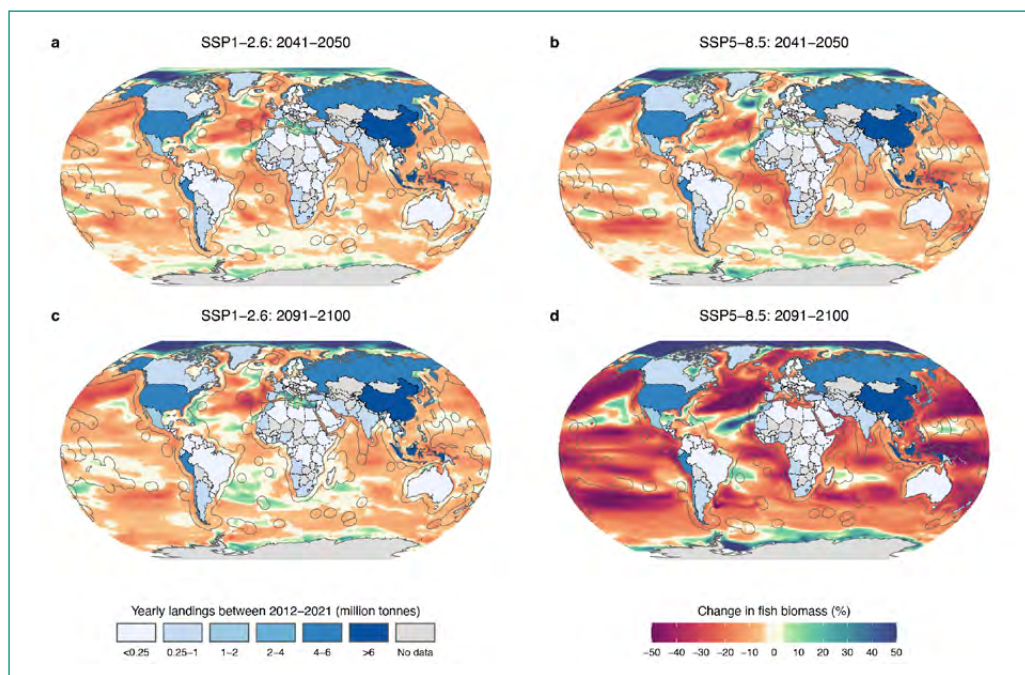 a
SSP1–2.6: 2041–2050
b
SSP5–8.5: 2041–2050
c
SSP1–2.6: 2091–2100
d
SSP5–8.5: 2091–2100
Yearly landings between 2012–2021 (million tonnes)
<0.25 0.25–1 1–2 2–4 4–6 >6 No data
Change in fish biomass (%)
−50 −40 −30 −20 −10 0 10 20 30 40 50